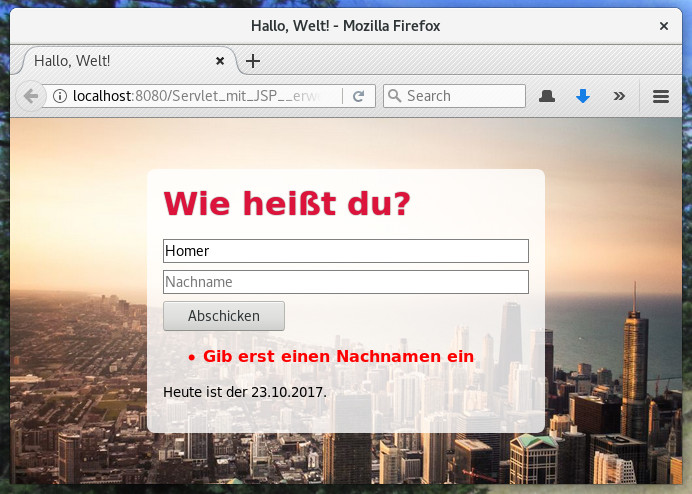 Hallo, Welt! - Mozilla Firefox
Hallo, Welt!
localhost:8080/Servlet_mit_JSP__erwe
Search
Wie heißt du?
Homer
Nachname
Abschicken
• Gib erst einen Nachnamen ein
Heute ist der 23.10.2017.